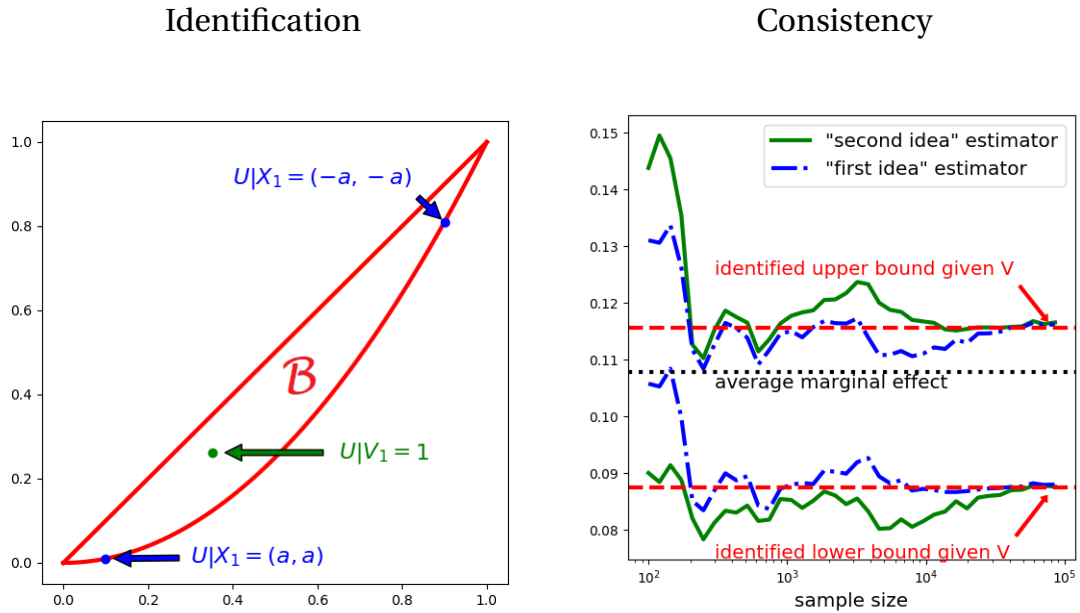 Identification
Consistency
1.0
0.8
0.6
0.4
0.2
0.0
0.0
0.2
0.4
0.6
0.8
1.0
U|X₁ = (−a, −a)
ℬ
U|V₁ = 1
U|X₁ = (a, a)
0.15
0.14
0.13
0.12
0.11
0.10
0.09
0.08
"second idea" estimator
"first idea" estimator
identified upper bound given V
average marginal effect
identified lower bound given V
10²
10³
10⁴
10⁵
sample size